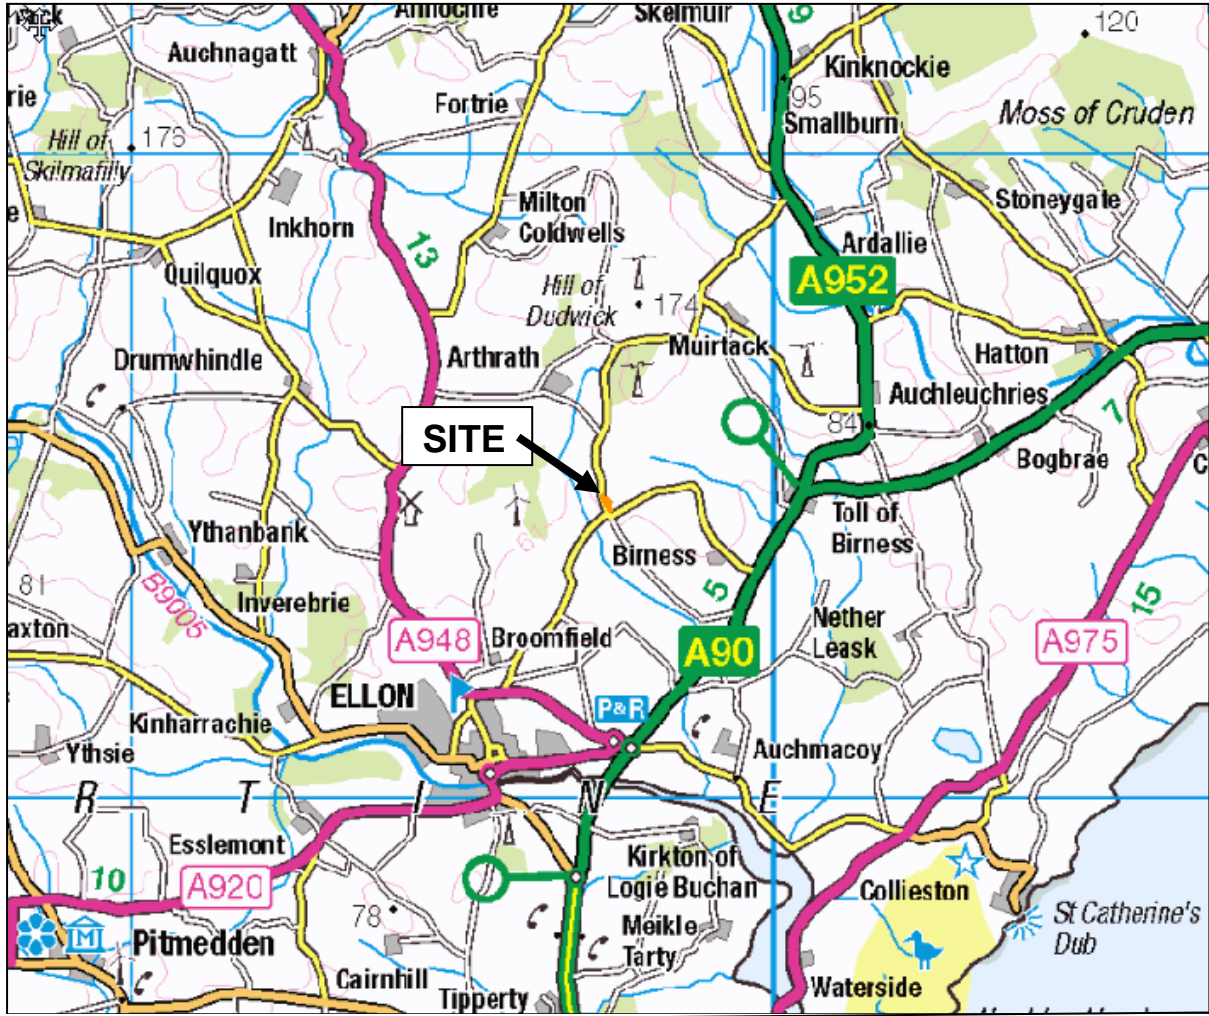 Auchnagatt
Skelmuir
120
Kinknockie
rie
Fortrie
95
Smallburn
Moss of Cruden
Hill of
Skilmafilly
173
Milton
Coldwells
Stoneygate
e
Inkhorn
13
Ardallie
Quilquox
A952
Hill of
Dudwick
174
Drumwhindle
Arthrath
Muirtack
Hatton
Auchleuchries
7
SITE
84
Bogbrae
C
Ythanbank
61
Toll of
Birness
Birness
81
B9005
Inverebrie
5
15
Nether
Leask
axton
A948
Broomfield
A90
A975
ELLON
P&R
Kinharrachie
Ythsie
Auchmacoy
R T I N E
Esslemont
10
A920
Kirkton of
Logie Buchan
Collieston
78
M
Pitmedden
Meikle
Tarty
St Catherine's
Dub
Cairnhill
Tipperty
Waterside